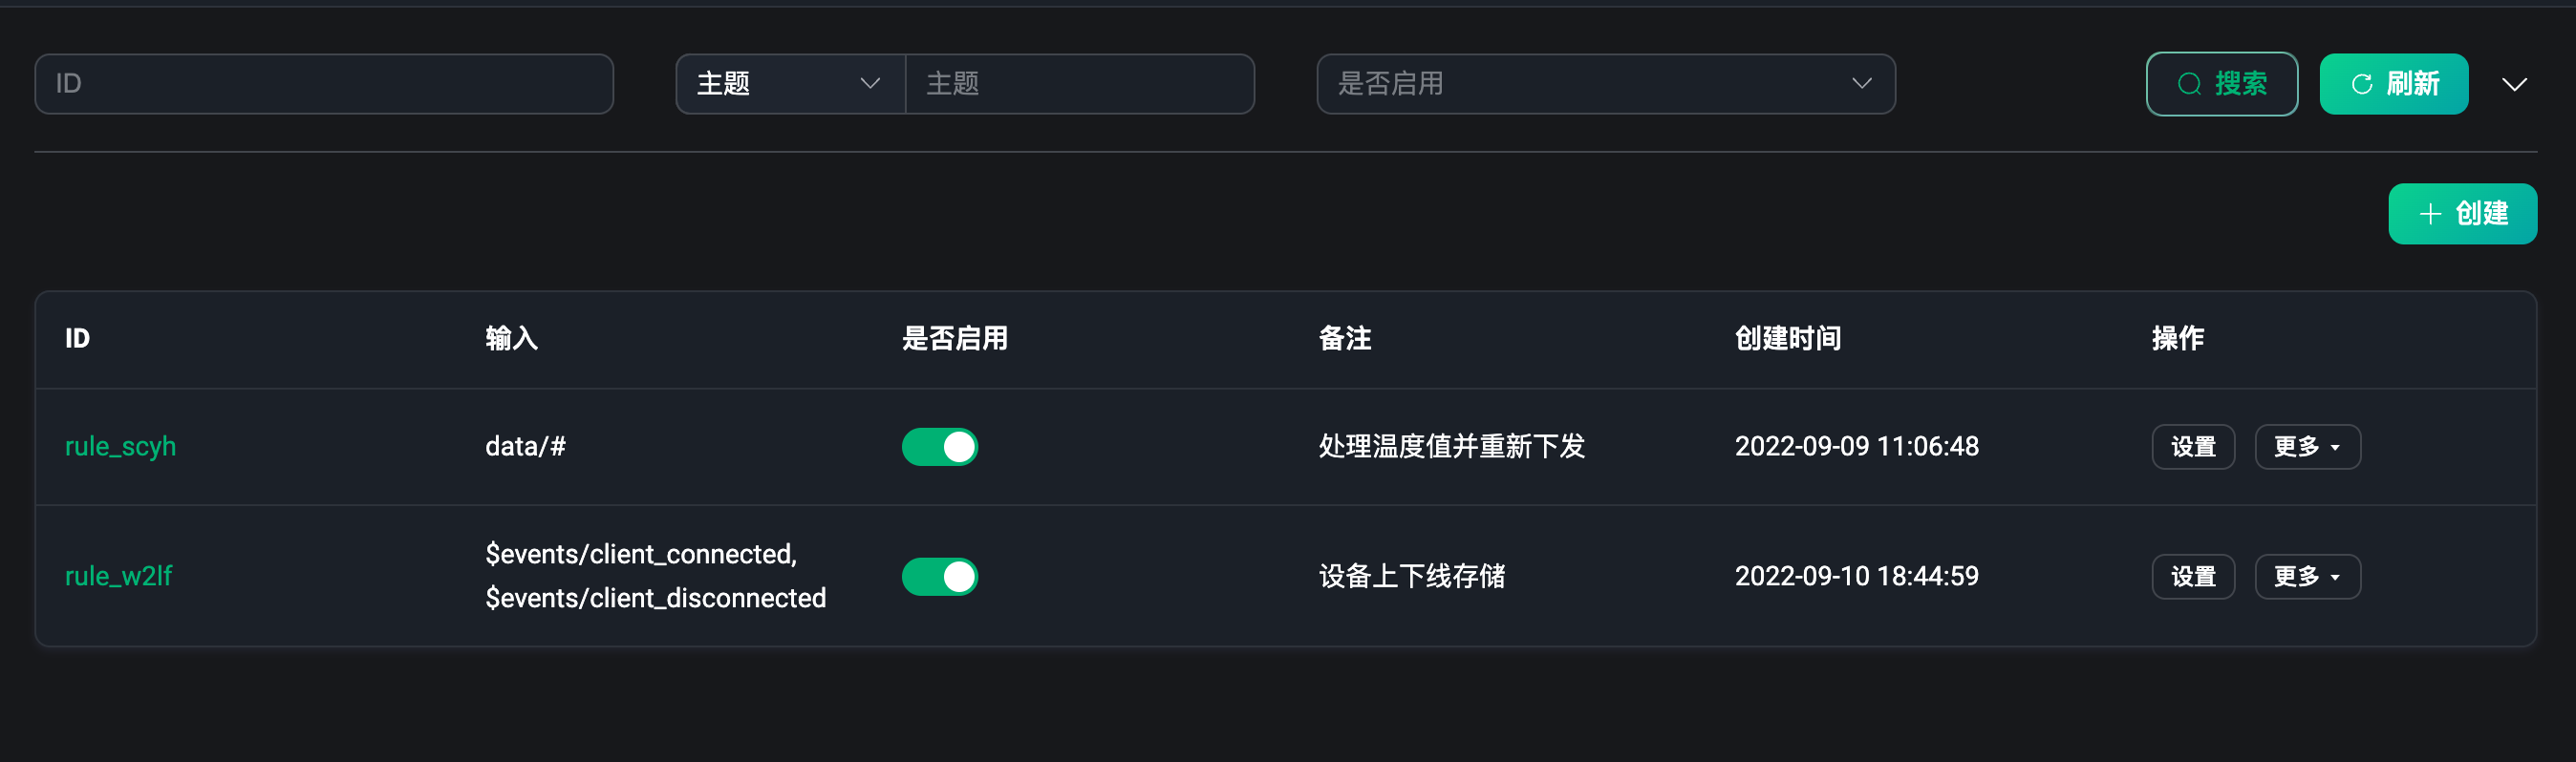 ID
主题
主题
是否启用
搜索
刷新
创建
ID 输入 是否启用 备注 创建时间 操作
rule_scyh data/# 处理温度值并重新下发 2022-09-09 11:06:48 设置 更多
$events/client_connected,
rule_w2lf $events/client_disconnected 设备上下线存储 2022-09-10 18:44:59 设置 更多